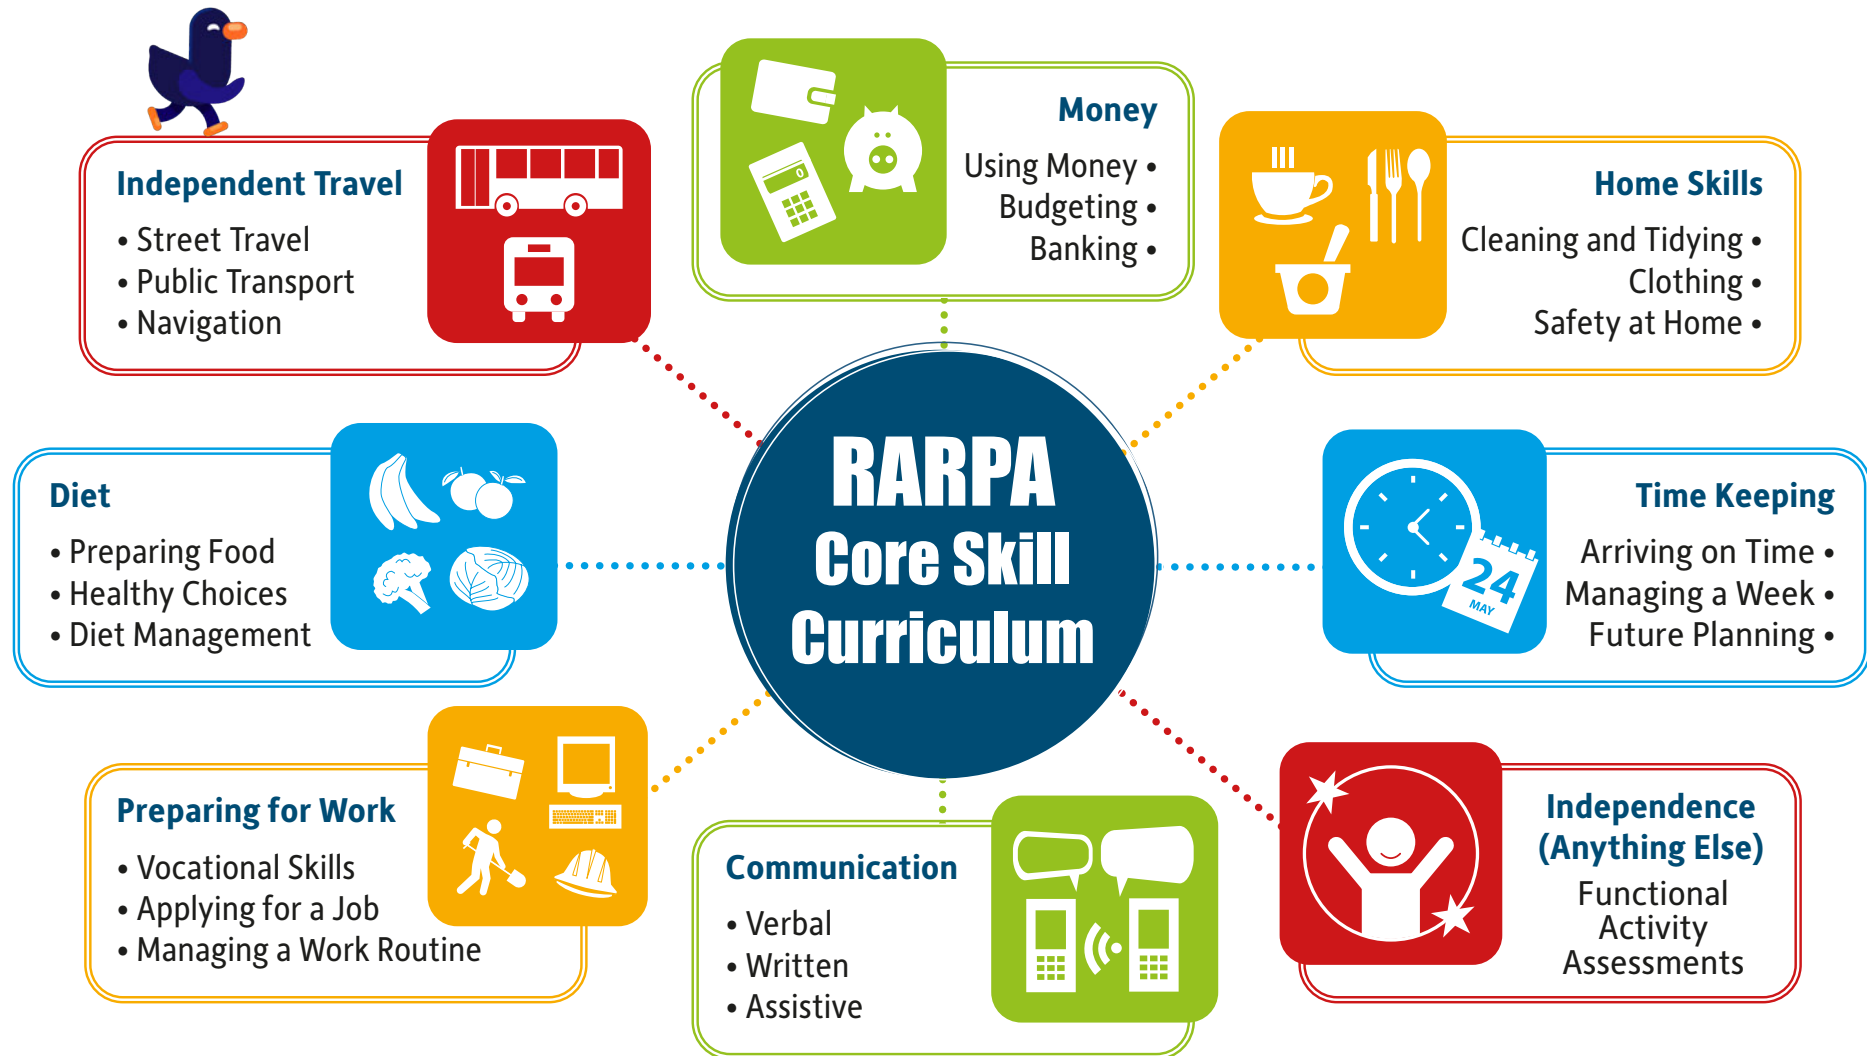 Independent Travel
• Street Travel
• Public Transport
• Navigation
Money
Using Money •
Budgeting •
Banking •
0
Home Skills
Cleaning and Tidying •
Clothing •
Safety at Home •
Diet
• Preparing Food
• Healthy Choices
• Diet Management
RARPA
Core Skill
Curriculum
Time Keeping
Arriving on Time •
Managing a Week •
Future Planning •
24
MAY
Preparing for Work
• Vocational Skills
• Applying for a Job
• Managing a Work Routine
Communication
• Verbal
• Written
• Assistive
Independence
(Anything Else)
Functional
Activity
Assessments